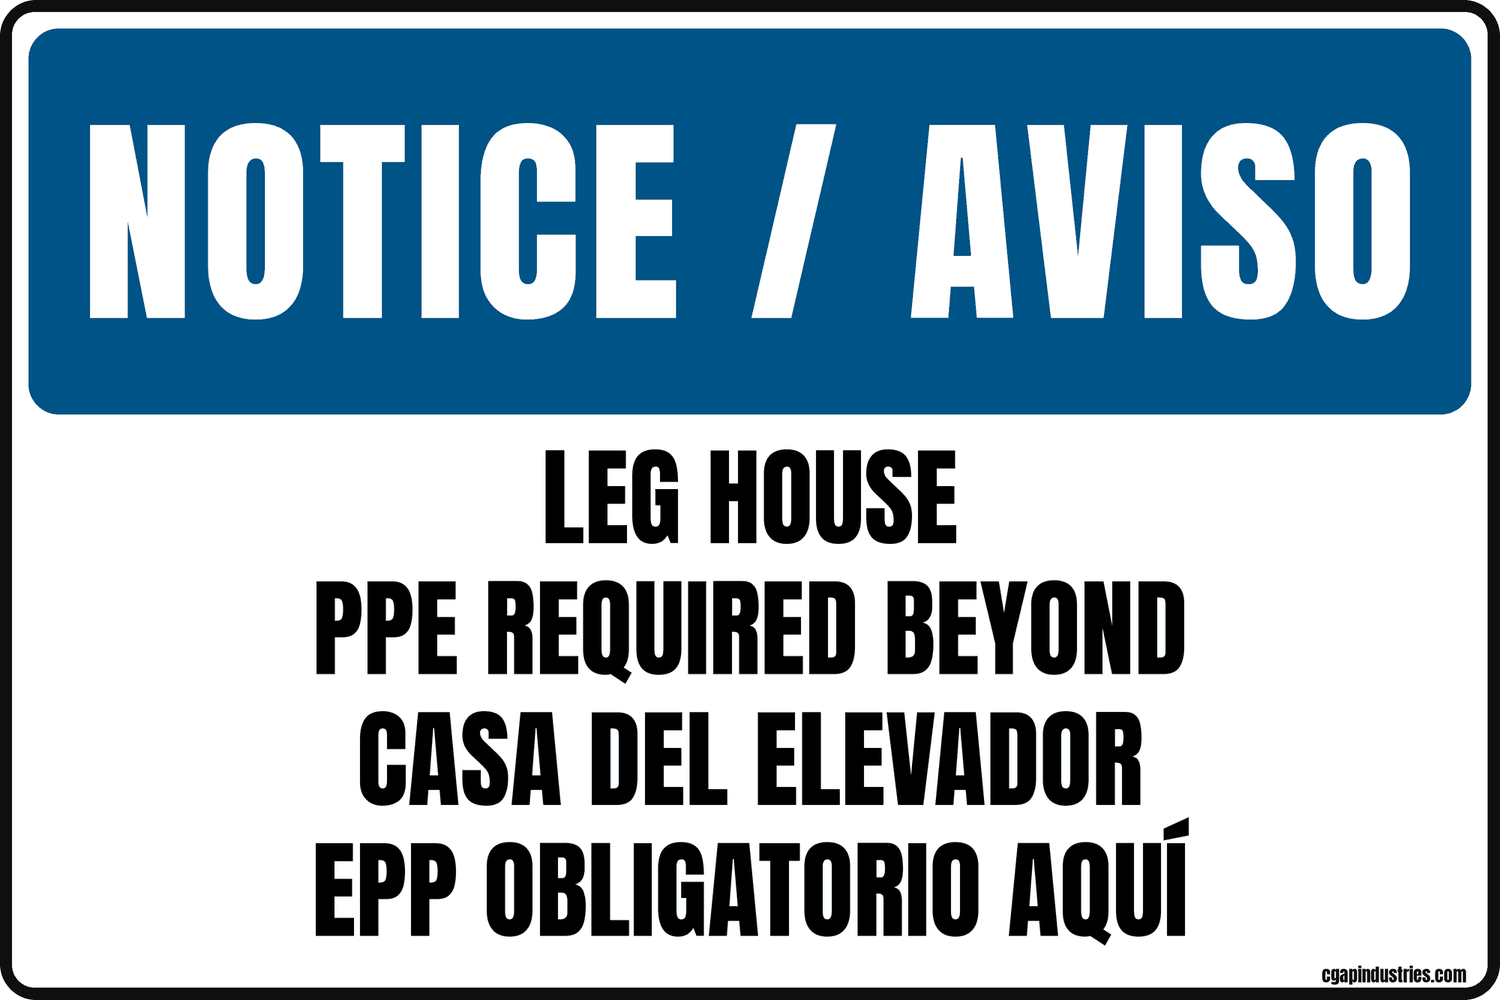 NOTICE / AVISO
LEG HOUSE
PPE REQUIRED BEYOND
CASA DEL ELEVADOR
EPP OBLIGATORIO AQUÍ
cgapindustries.com